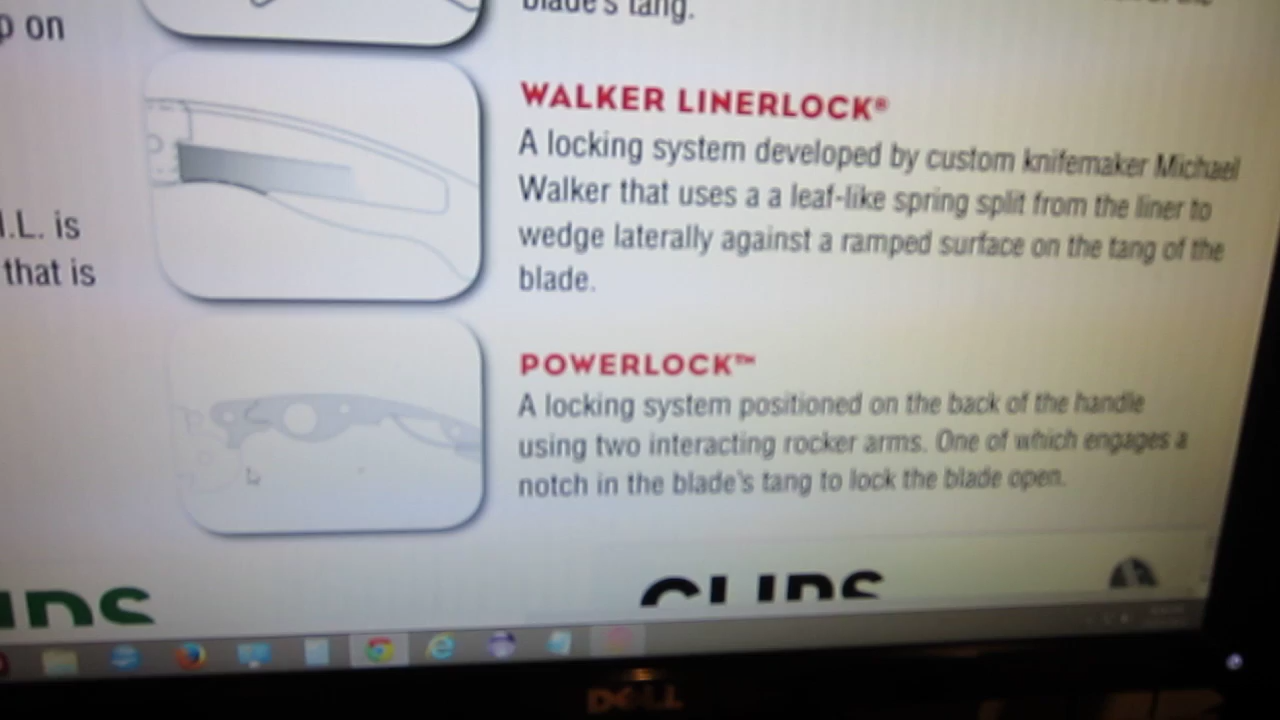 p on
blade's tang.
WALKER LINERLOCK®
A locking system developed by custom knifemaker Michael
Walker that uses a a leaf-like spring split from the liner to
wedge laterally against a ramped surface on the tang of the
blade.
.L. is
that is
POWERLOCK™
A locking system positioned on the back of the handle
using two interacting rocker arms. One of which engages a
notch in the blade's tang to lock the blade open.
CLIPS
DELL